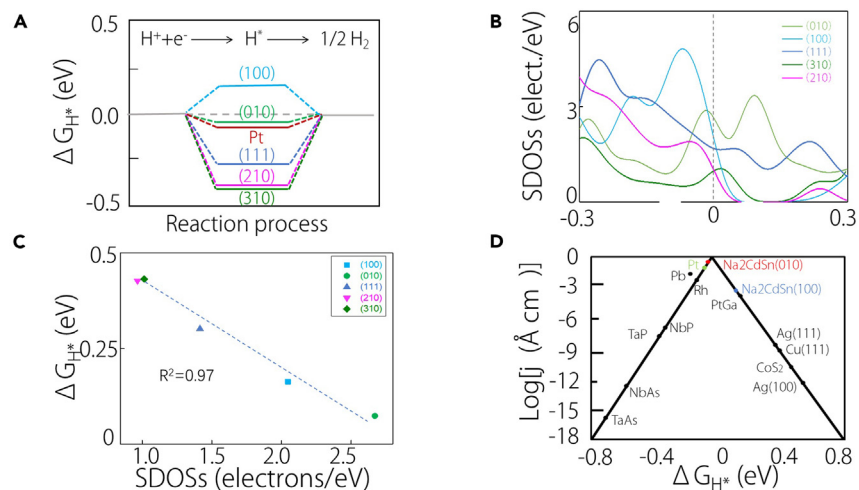 A
H⁺+e⁻ → H* → 1/2 H₂
0.5
0.0
-0.5
Δ G_H* (eV)
(100)
(010)
Pt
(111)
(210)
(310)
Reaction process
B
6
3
0
SDOSs (elect./eV)
(010)
(100)
(111)
(310)
(210)
-0.3
0
0.3
C
0.5
0.25
0
Δ G_H* (eV)
(100)
(010)
(111)
(210)
(310)
R²=0.97
1.0
1.5
2.0
2.5
SDOSs (electrons/eV)
D
0
-3
-6
-9
-12
-15
-18
Log[j (Å cm )]
Pt
Na2CdSn(010)
Pb
Rh
Na2CdSn(100)
PtGa
TaP
NbP
Ag(111)
Cu(111)
CoS₂
NbAs
Ag(100)
TaAs
-0.8
-0.4
0
0.4
0.8
Δ G_H* (eV)